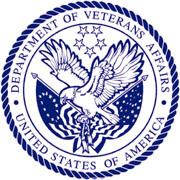 DEPARTMENT OF VETERANS AFFAIRS
UNITED STATES OF AMERICA